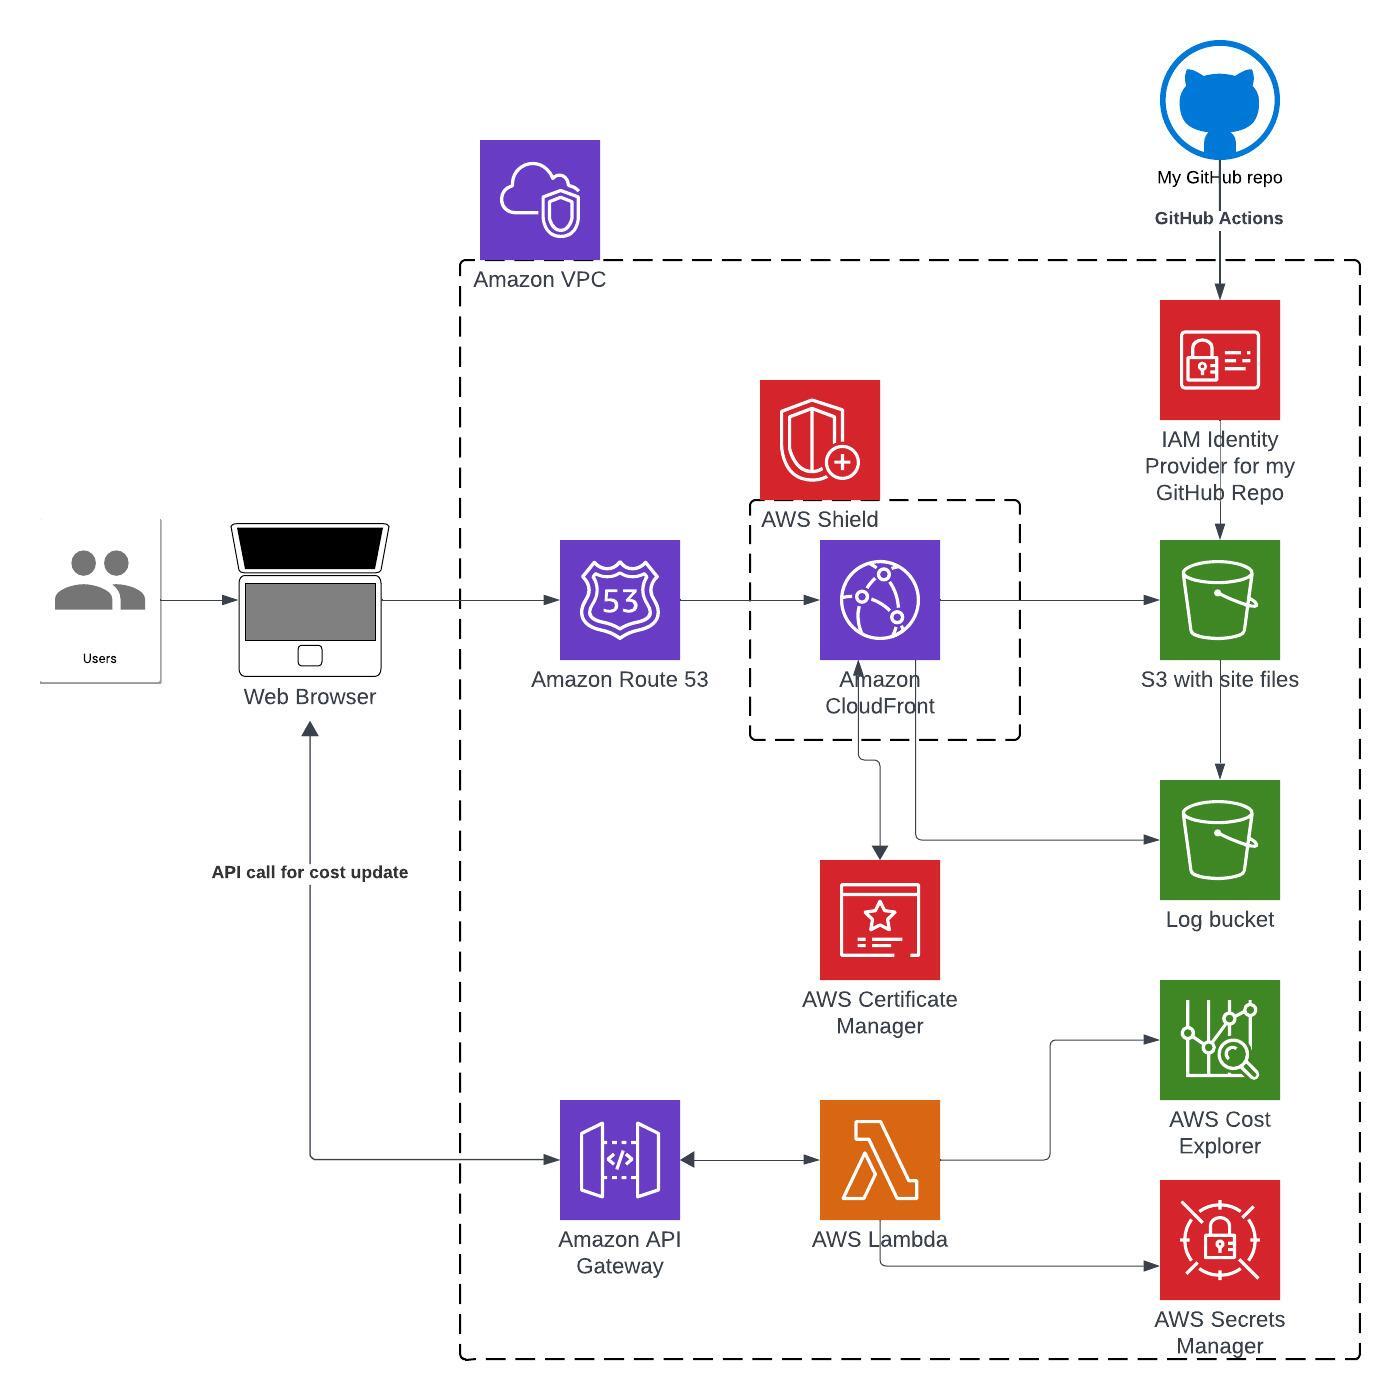 My GitHub repo
GitHub Actions
Amazon VPC
IAM Identity
Provider for my
GitHub Repo
AWS Shield
53
Users
Web Browser
Amazon Route 53
Amazon
CloudFront
S3 with site files
API call for cost update
Log bucket
AWS Certificate
Manager
AWS Cost
Explorer
</>
Amazon API
Gateway
AWS Lambda
AWS Secrets
Manager